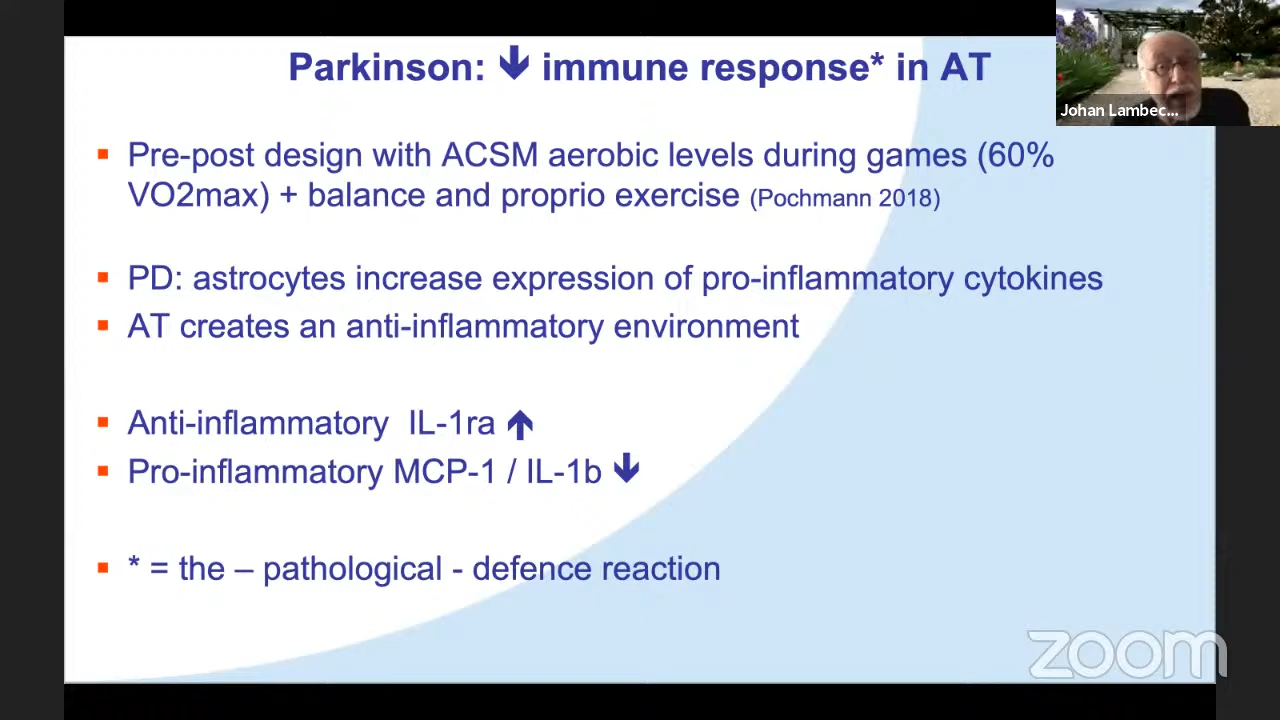 Parkinson: 🡻 immune response* in AT
Johan Lambec...
▪ Pre-post design with ACSM aerobic levels during games (60%
VO2max) + balance and proprio exercise (Pochmann 2018)
▪ PD: astrocytes increase expression of pro-inflammatory cytokines
▪ AT creates an anti-inflammatory environment
▪ Anti-inflammatory IL-1ra 🡹
▪ Pro-inflammatory MCP-1 / IL-1b 🡻
▪ * = the – pathological - defence reaction
zoom